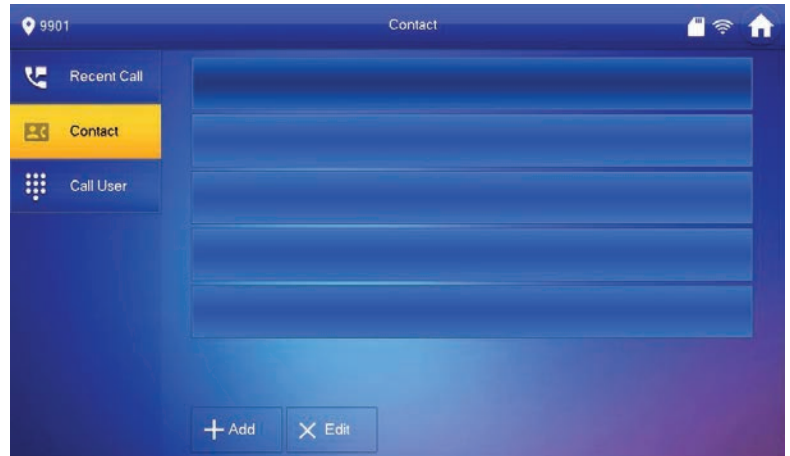 9901 Contact
Recent Call
Contact
Call User
Add Edit